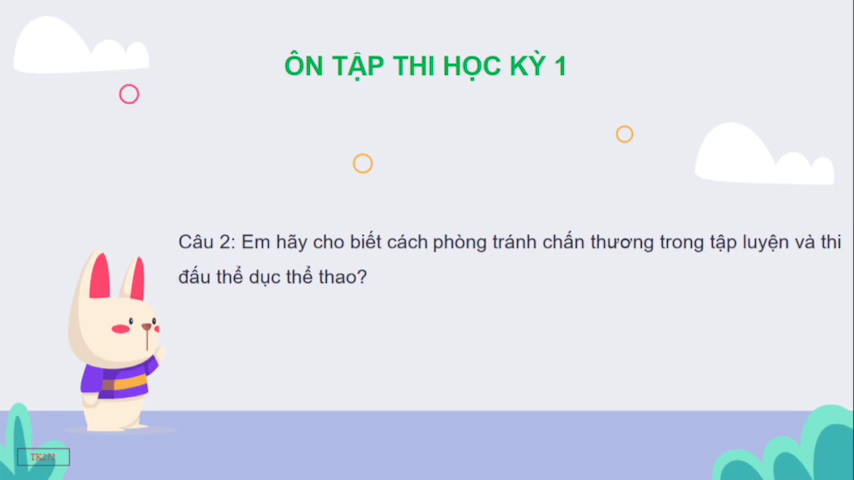 ÔN TẬP THI HỌC KỲ 1
Câu 2: Em hãy cho biết cách phòng tránh chấn thương trong tập luyện và thi
đấu thể dục thể thao?